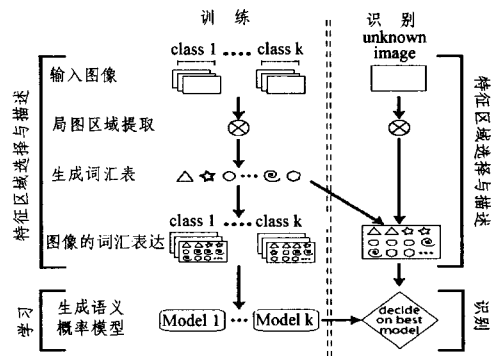 训练
识别
unknown
image
class 1 ..... class k
输入图像
局图区域提取
生成词汇表
class 1 ..... class k
图像的词汇表达
特征区域选择与描述
特征区域选择与描述
学习
生成语义
概率模型
Model 1 ... Model k
decide
on best
model
识别